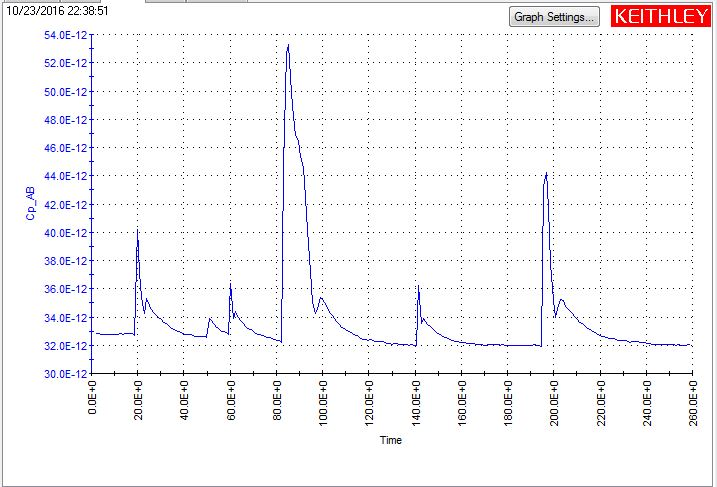 10/23/2016 22:38:51
Graph Settings...
KEITHLEY
54.0E-12
52.0E-12
50.0E-12
48.0E-12
46.0E-12
44.0E-12
42.0E-12
40.0E-12
38.0E-12
36.0E-12
34.0E-12
32.0E-12
30.0E-12
Cp_AB
0.0E+0
20.0E+0
40.0E+0
60.0E+0
80.0E+0
100.0E+0
120.0E+0
140.0E+0
160.0E+0
180.0E+0
200.0E+0
220.0E+0
240.0E+0
260.0E+0
Time